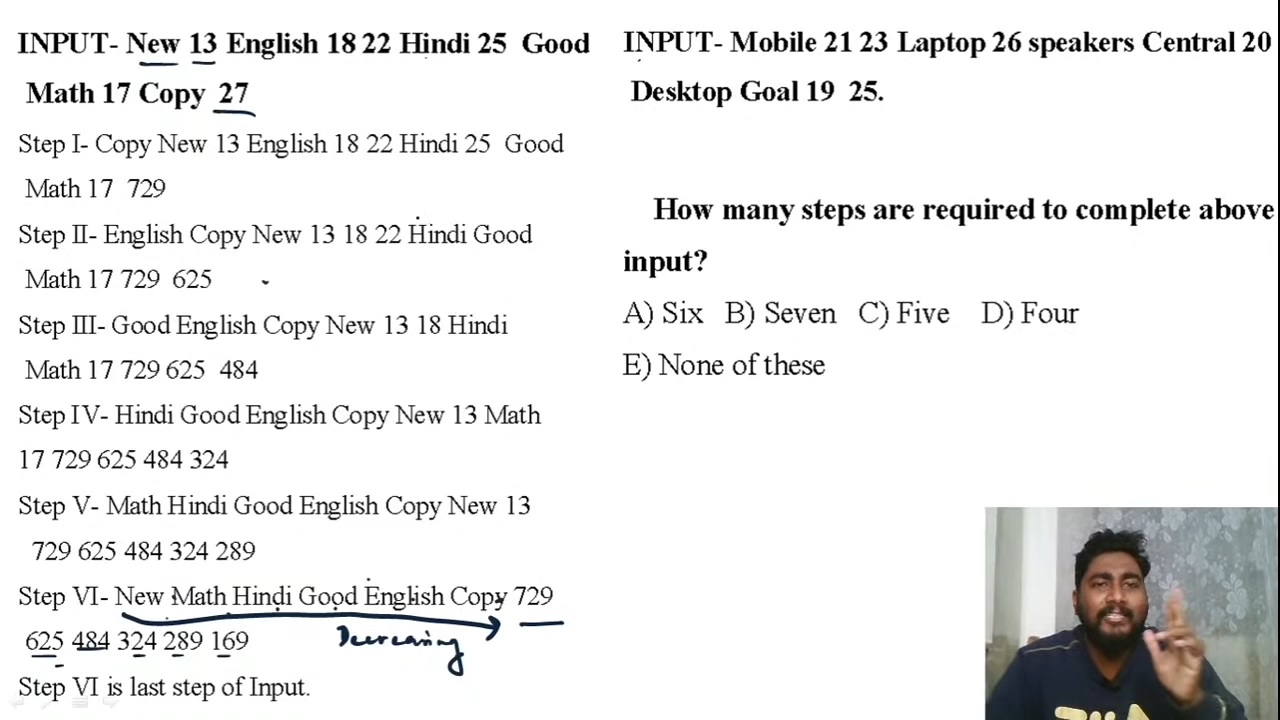 INPUT- New 13 English 18 22 Hindi 25 Good
Math 17 Copy 27
Step I- Copy New 13 English 18 22 Hindi 25 Good
Math 17 729
Step II- English Copy New 13 18 22 Hindi Good
Math 17 729 625
Step III- Good English Copy New 13 18 Hindi
Math 17 729 625 484
Step IV- Hindi Good English Copy New 13 Math
17 729 625 484 324
Step V- Math Hindi Good English Copy New 13
729 625 484 324 289
Step VI- New Math Hindi Good English Copy 729
625 484 324 289 169
Decreasing
Step VI is last step of Input.
INPUT- Mobile 21 23 Laptop 26 speakers Central 20
Desktop Goal 19 25.
How many steps are required to complete above
input?
A) Six B) Seven C) Five D) Four
E) None of these